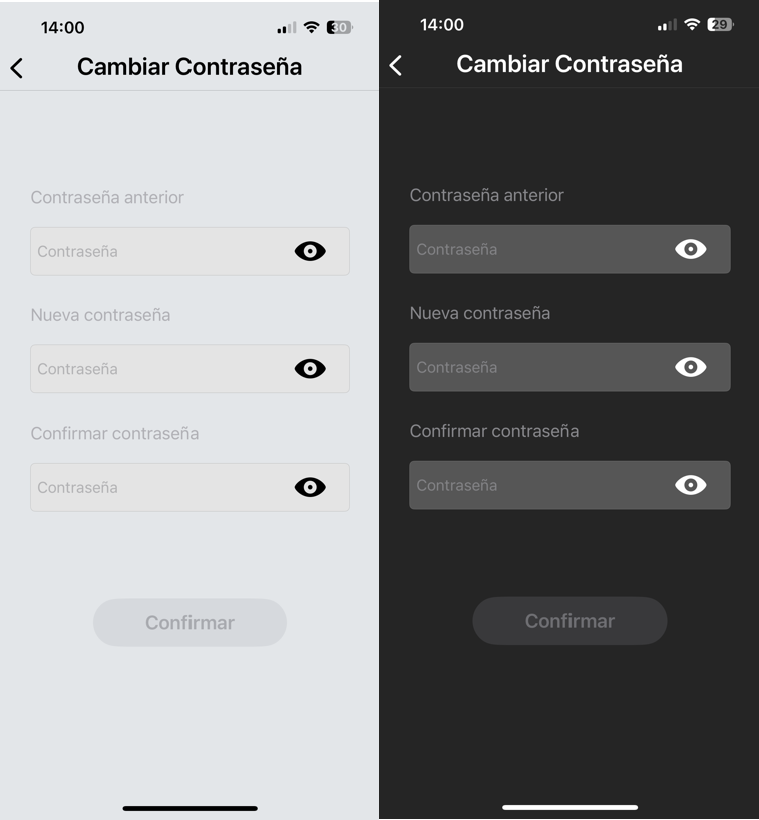 14:00
30
Cambiar Contraseña
Contraseña anterior
Contraseña
Nueva contraseña
Contraseña
Confirmar contraseña
Contraseña
Confirmar
14:00
29
Cambiar Contraseña
Contraseña anterior
Contraseña
Nueva contraseña
Contraseña
Confirmar contraseña
Contraseña
Confirmar